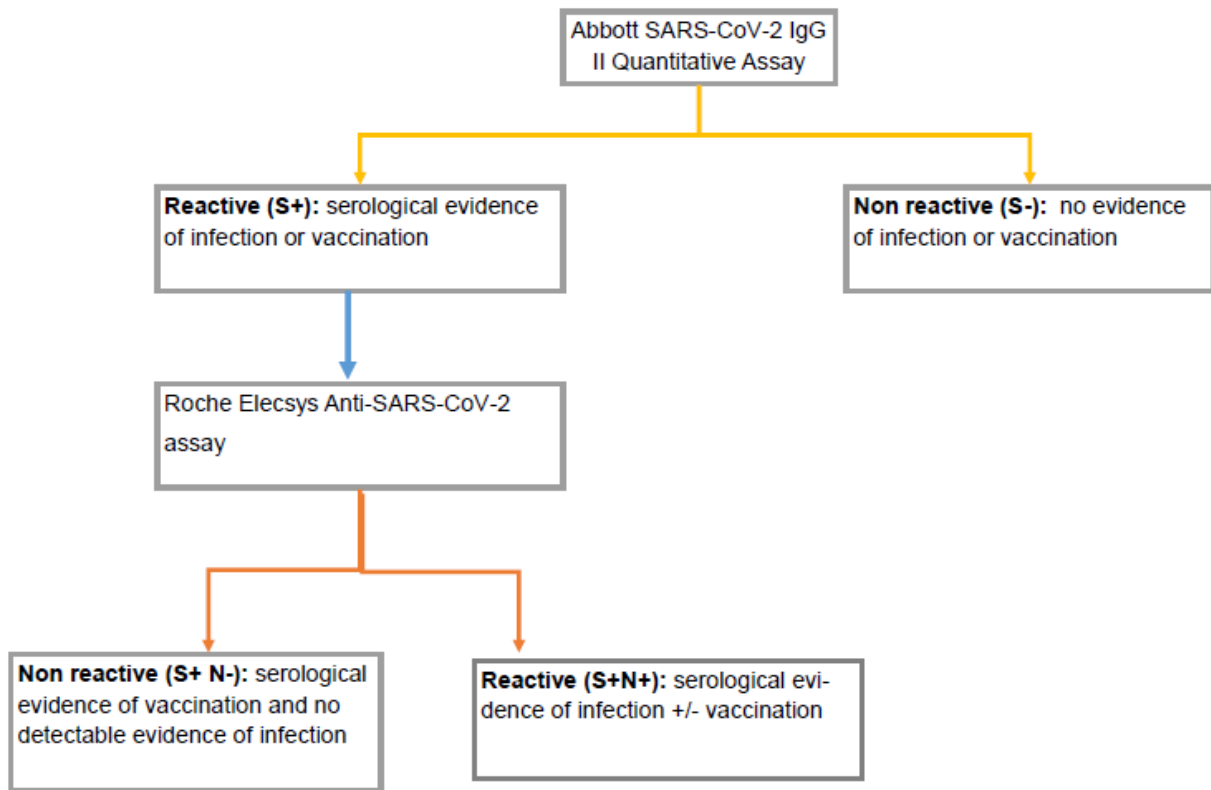 Abbott SARS-CoV-2 IgG
II Quantitative Assay
Reactive (S+): serological evidence
of infection or vaccination
Non reactive (S-):  no evidence
of infection or vaccination
Roche Elecsys Anti-SARS-CoV-2
assay
Non reactive (S+ N-): serological
evidence of vaccination and no
detectable evidence of infection
Reactive (S+N+): serological evi-
dence of infection +/- vaccination